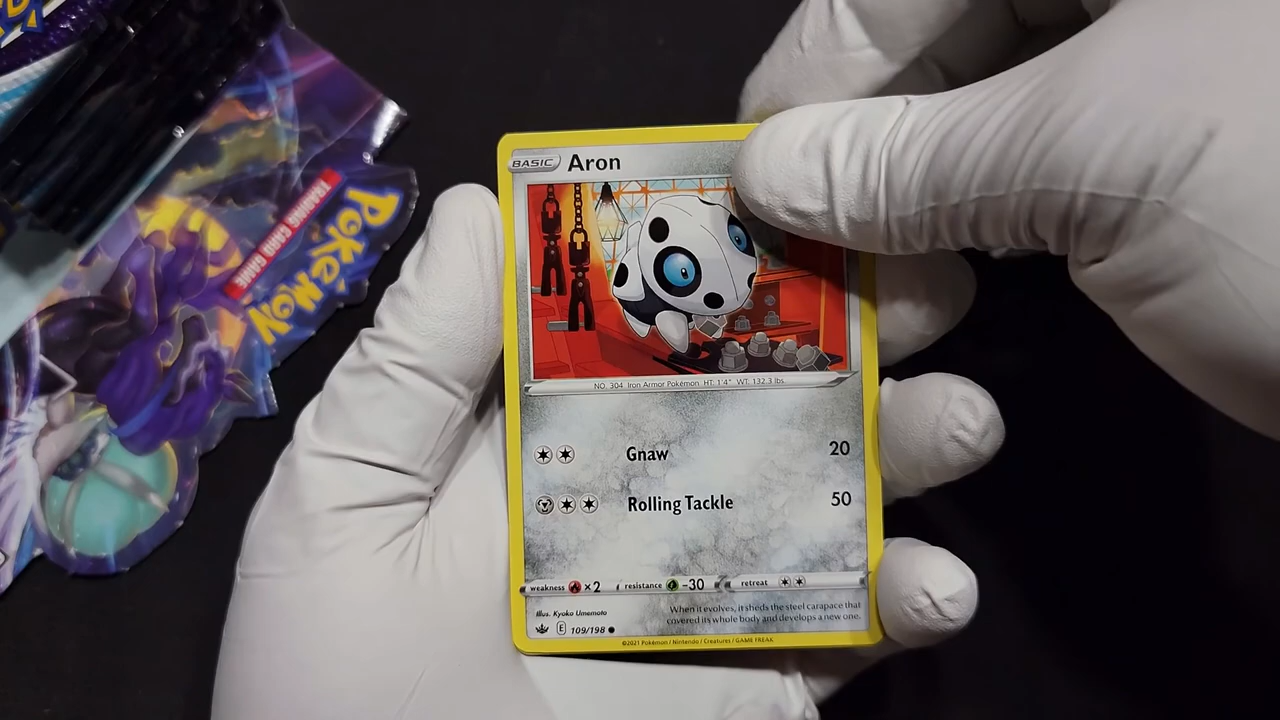 BASIC Aron
NO. 304 Iron Armor Pokémon HT: 1'4" WT: 132.3 lbs.
Gnaw 20
Rolling Tackle 50
weakness ×2 resistance -30 retreat
Illus. Kyoko Umemoto
When it evolves, it sheds the steel carapace that
covered its whole body and develops a new one.
E 109/198
©2021 Pokémon / Nintendo / Creatures / GAME FREAK
POKéMON
TRADING CARD GAME